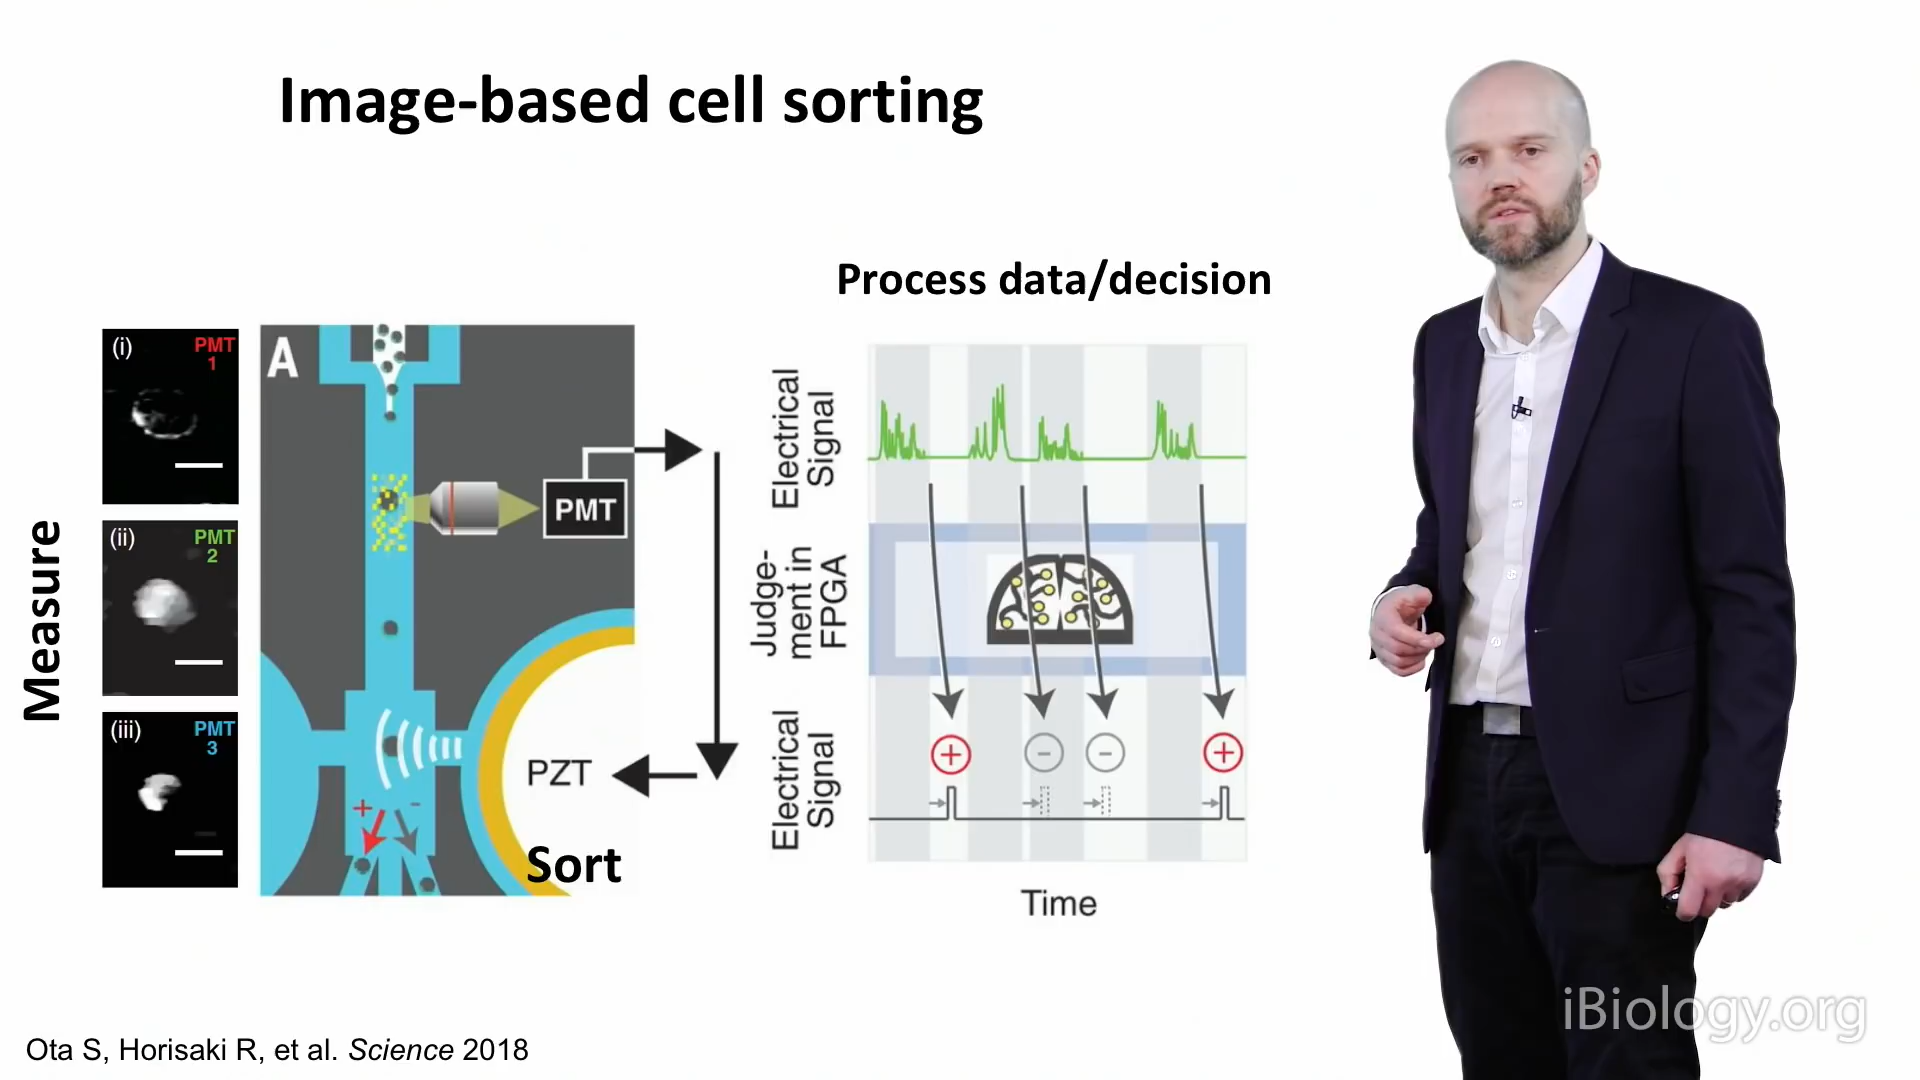 Image-based cell sorting
Process data/decision
Measure
(i)
PMT
1
(ii)
PMT
2
(iii)
PMT
3
A
PMT
PZT
+
-
Sort
Electrical
Signal
Judge-
ment in
FPGA
Electrical
Signal
+
-
-
+
Time
Ota S, Horisaki R, et al. Science 2018
iBiology.org